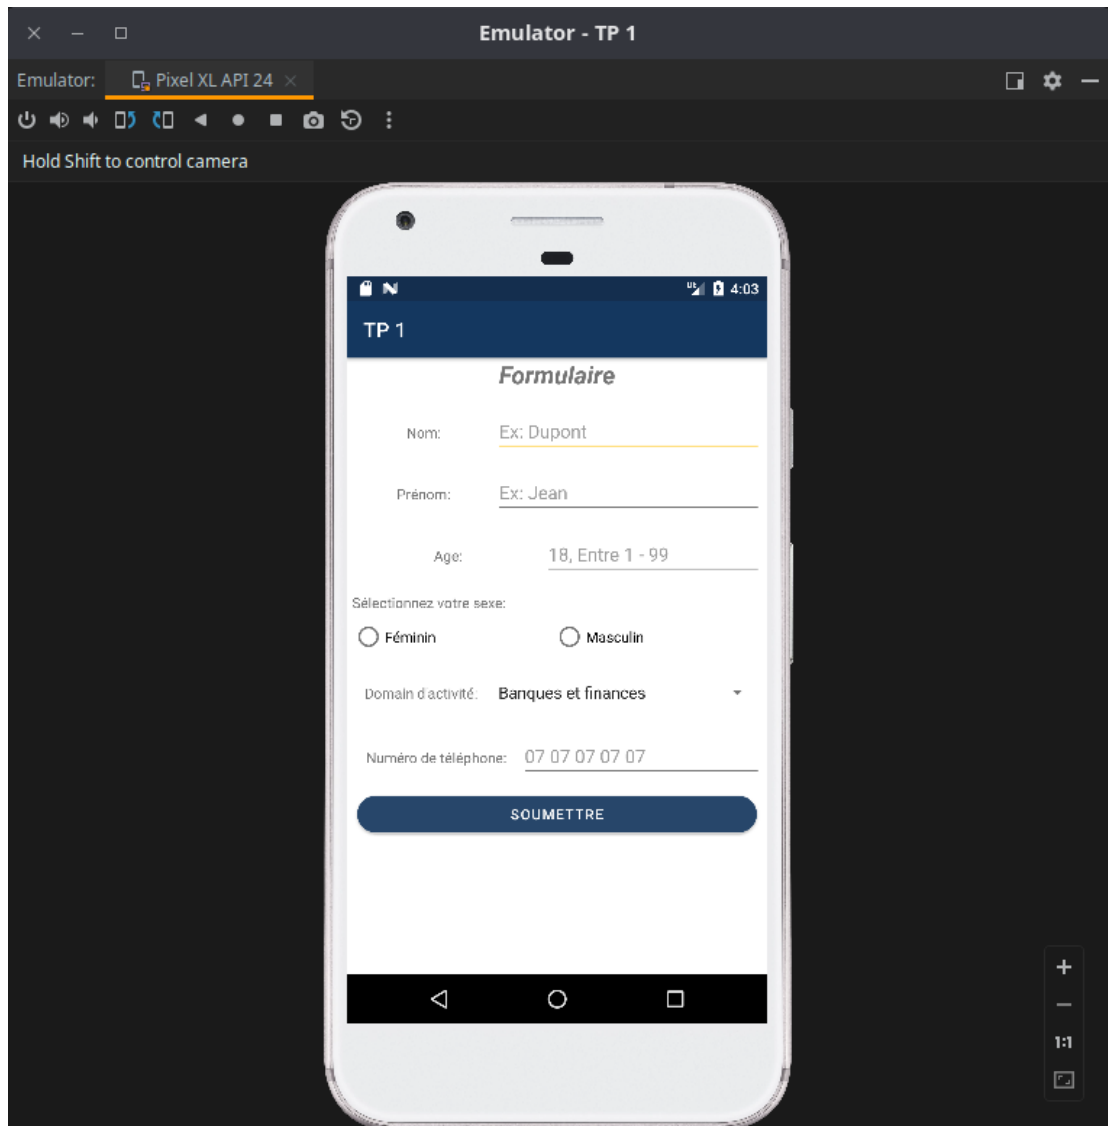 Emulator - TP 1
Emulator: Pixel XL API 24
Hold Shift to control camera
4:03
TP 1
Formulaire
Nom: Ex: Dupont
Prénom: Ex: Jean
Age: 18, Entre 1 - 99
Sélectionnez votre sexe:
Féminin Masculin
Domain d'activité: Banques et finances
Numéro de téléphone: 07 07 07 07 07
SOUMETTRE
1:1